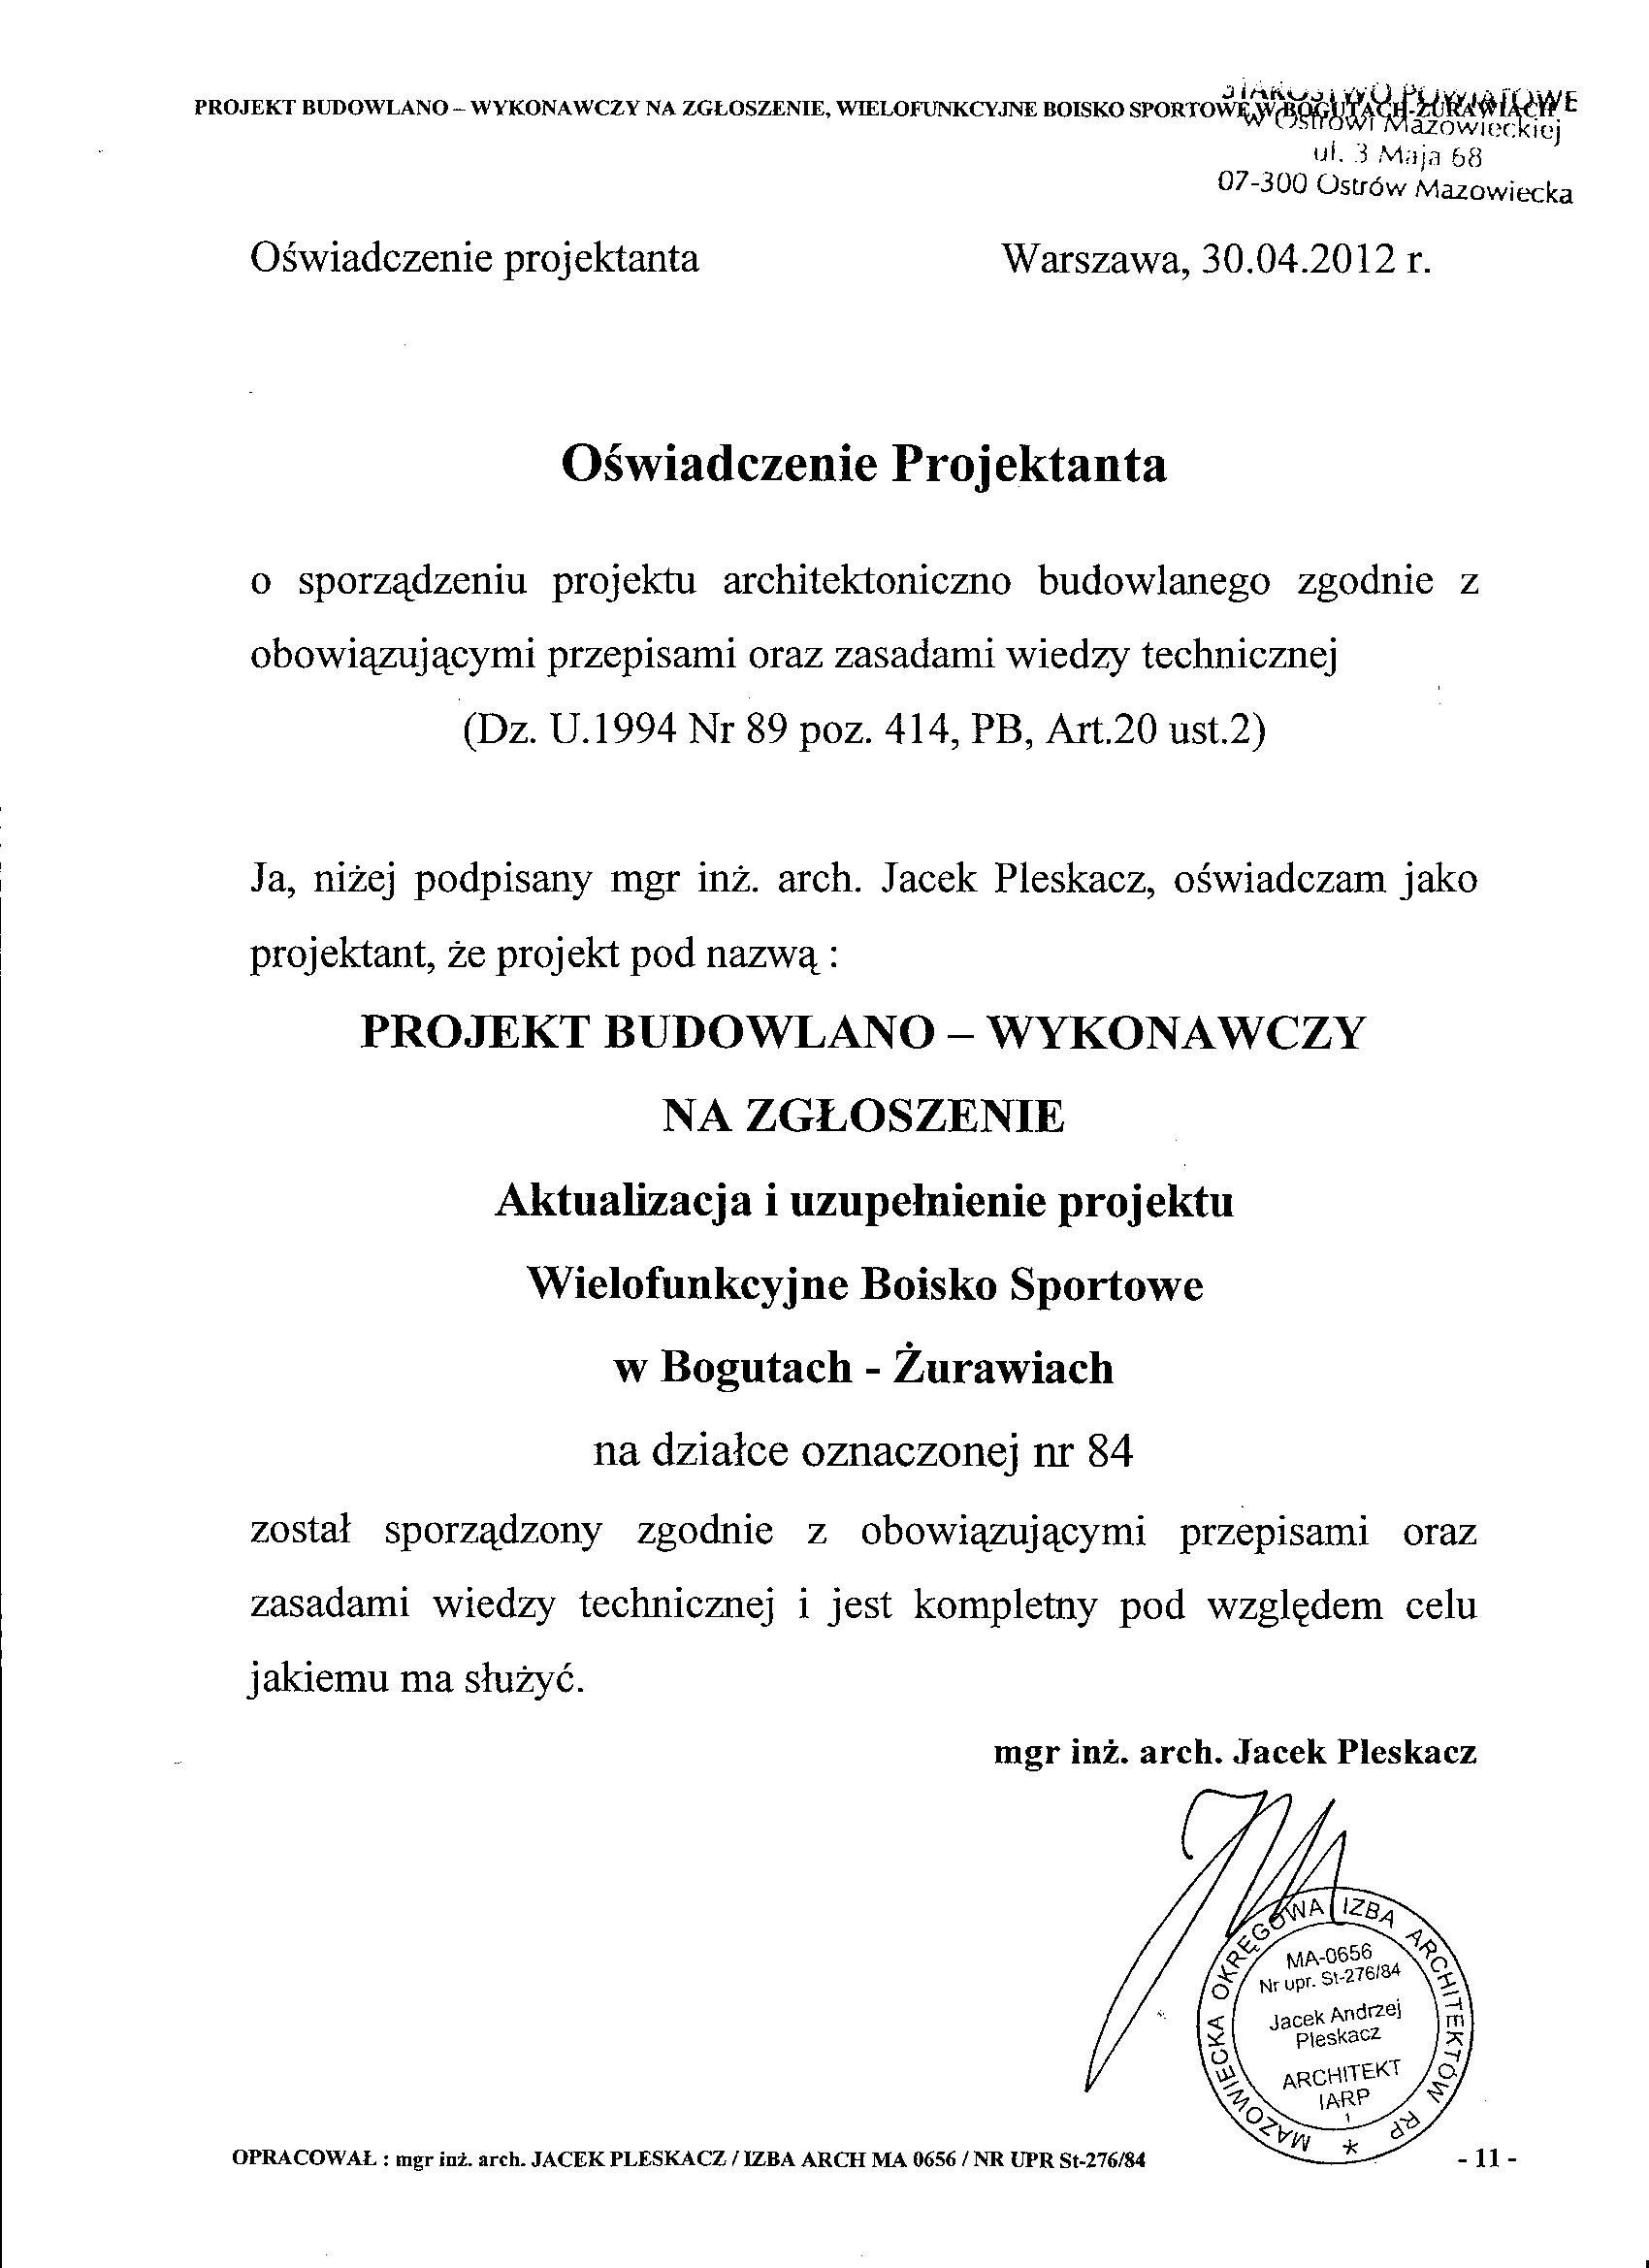 PROJEKT BUDOWLANO – WYKONAWCZY NA ZGŁOSZENIE, WIELOFUNKCYJNE BOISKO SPORTOWE W BOGUTACH-ŻURAWIACH
STAROSTWO POWIATOWE
w Ostrowi Mazowieckiej
ul. 3 Maja 68
07-300 Ostrów Mazowiecka
Oświadczenie projektanta Warszawa, 30.04.2012 r.
Oświadczenie Projektanta
o sporządzeniu projektu architektoniczno budowlanego zgodnie z
obowiązującymi przepisami oraz zasadami wiedzy technicznej
(Dz. U.1994 Nr 89 poz. 414, PB, Art.20 ust.2)
Ja, niżej podpisany mgr inż. arch. Jacek Pleskacz, oświadczam jako
projektant, że projekt pod nazwą :
PROJEKT BUDOWLANO – WYKONAWCZY
NA ZGŁOSZENIE
Aktualizacja i uzupełnienie projektu
Wielofunkcyjne Boisko Sportowe
w Bogutach - Żurawiach
na działce oznaczonej nr 84
został sporządzony zgodnie z obowiązującymi przepisami oraz
zasadami wiedzy technicznej i jest kompletny pod względem celu
jakiemu ma służyć.
mgr inż. arch. Jacek Pleskacz
MAZOWIECKA OKRĘGOWA IZBA ARCHITEKTÓW RP *
MA-0656
Nr upr. St-276/84
Jacek Andrzej
Pleskacz
ARCHITEKT
IARP
1
OPRACOWAŁ : mgr inż. arch. JACEK PLESKACZ / IZBA ARCH MA 0656 / NR UPR St-276/84 - 11 -